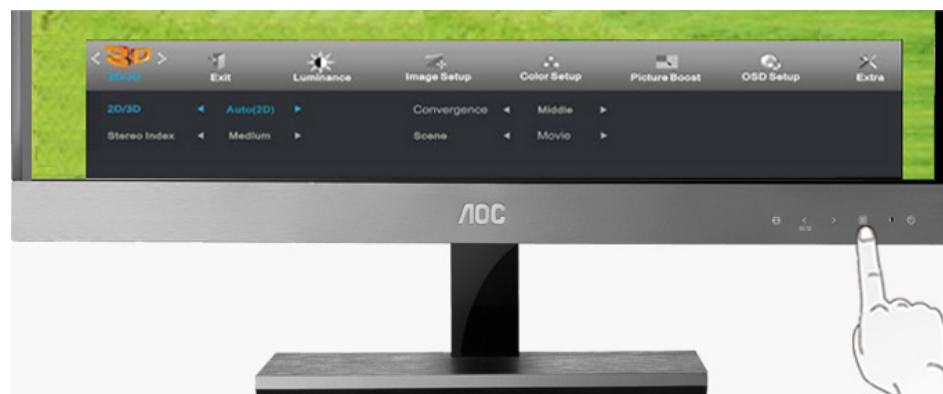 < 3D >
2D/3D Exit Luminance Image Setup Color Setup Picture Boost OSD Setup Extra
2D/3D ◄ Auto(2D) ► Convergence ◄ Middle ►
Stereo Index ◄ Medium ► Scene ◄ Movie ►
AOC